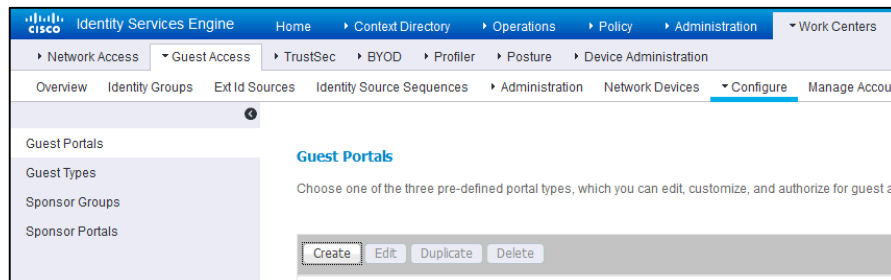 cisco Identity Services Engine Home Context Directory Operations Policy Administration Work Centers
Network Access Guest Access TrustSec BYOD Profiler Posture Device Administration
Overview Identity Groups Ext Id Sources Identity Source Sequences Administration Network Devices Configure Manage Accou
Guest Portals
Guest Types
Sponsor Groups
Sponsor Portals
Guest Portals
Choose one of the three pre-defined portal types, which you can edit, customize, and authorize for guest a
Create Edit Duplicate Delete